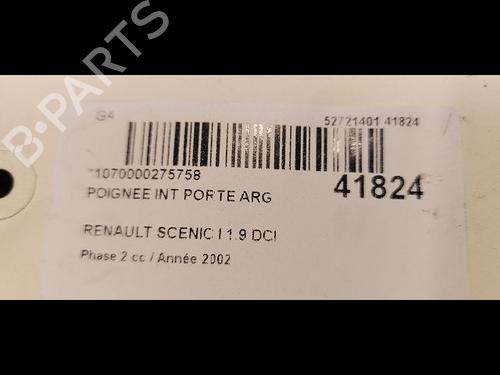 G4
52721401 41824
*1070000275758
41824
POIGNEE INT PORTE ARG
RENAULT SCENIC I 1.9 DCI
Phase 2 cc / Année 2002
B-PARTS